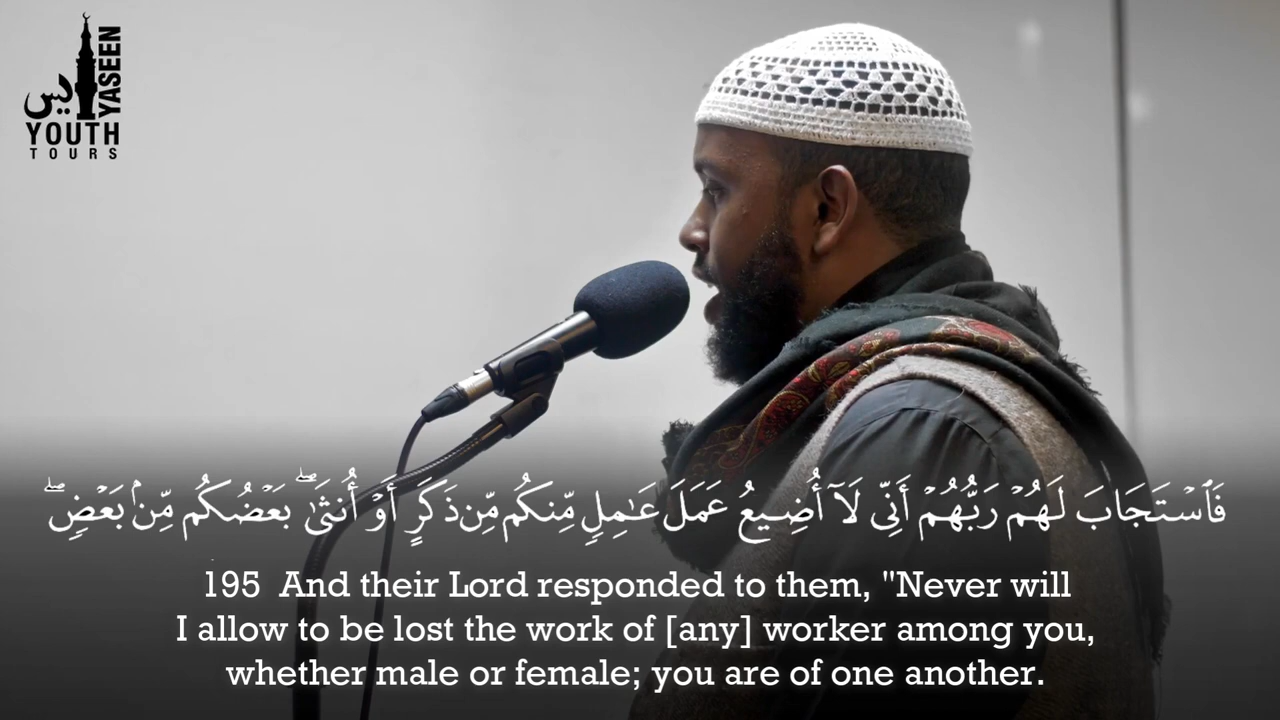 يس
YASEEN
YOUTH
TOURS
فَٱسْتَجَابَ لَهُمْ رَبُّهُمْ أَنِّى لَآ أُضِيعُ عَمَلَ عَـٰمِلٍ مِّنكُم مِّن ذَكَرٍ أَوْ أُنثَىٰ ۖ بَعْضُكُم مِّنۢ بَعْضٍ ۖ
195 And their Lord responded to them, "Never will
I allow to be lost the work of [any] worker among you,
whether male or female; you are of one another.